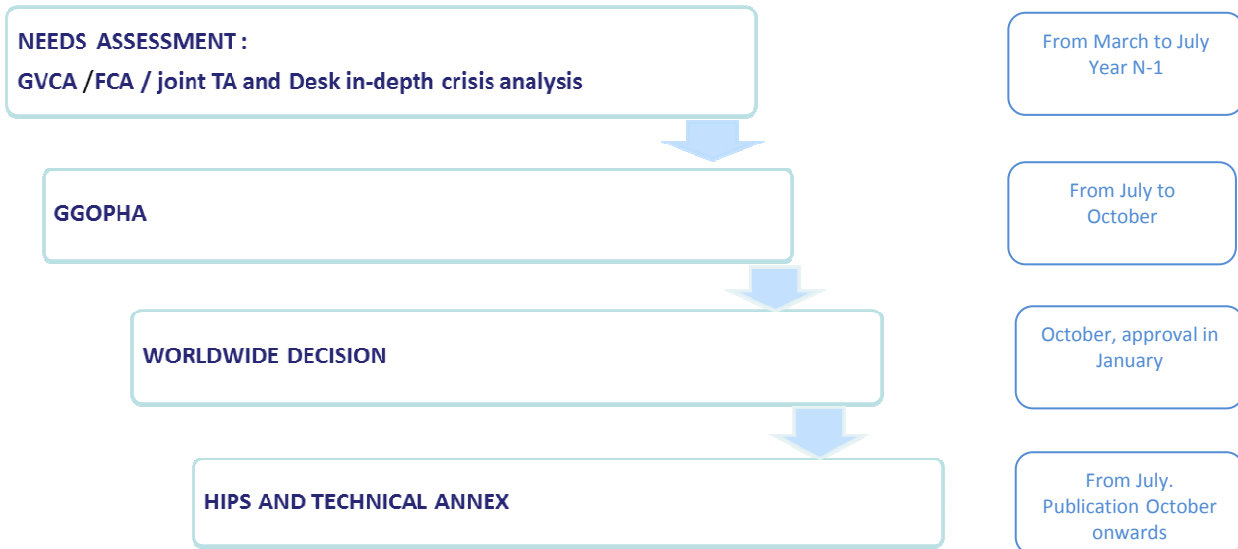 NEEDS ASSESSMENT :
GVCA /FCA / joint TA and Desk in-depth crisis analysis
From March to July
Year N-1
GGOPHA
From July to
October
WORLDWIDE DECISION
October, approval in
January
HIPS AND TECHNICAL ANNEX
From July.
Publication October
onwards